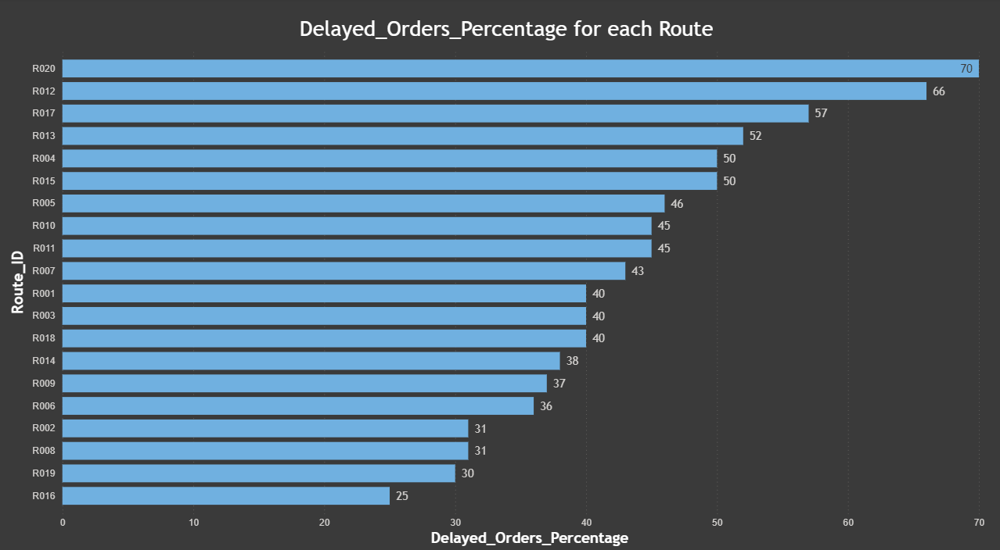 Delayed_Orders_Percentage for each Route
Route_ID
R020 70
R012 66
R017 57
R013 52
R004 50
R015 50
R005 46
R010 45
R011 45
R007 43
R001 40
R003 40
R018 40
R014 38
R009 37
R006 36
R002 31
R008 31
R019 30
R016 25
0 10 20 30 40 50 60 70
Delayed_Orders_Percentage